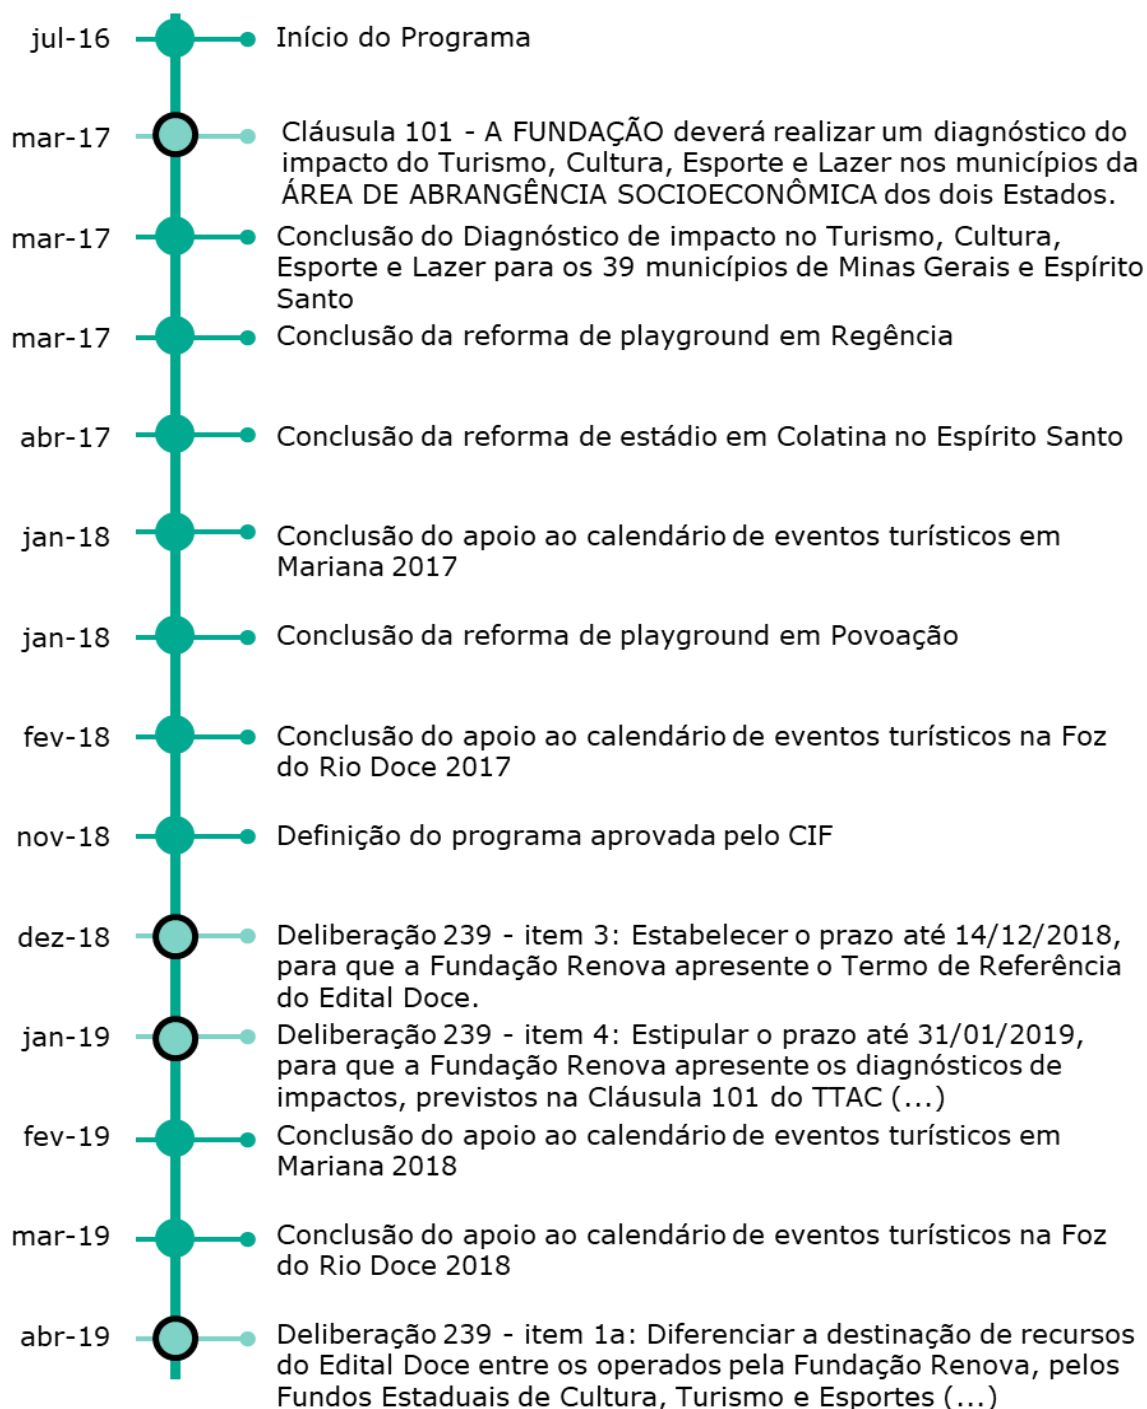 jul-16
Início do Programa
mar-17
Cláusula 101 - A FUNDAÇÃO deverá realizar um diagnóstico do
impacto do Turismo, Cultura, Esporte e Lazer nos municípios da
ÁREA DE ABRANGÊNCIA SOCIOECONÔMICA dos dois Estados.
mar-17
Conclusão do Diagnóstico de impacto no Turismo, Cultura,
Esporte e Lazer para os 39 municípios de Minas Gerais e Espírito
Santo
mar-17
Conclusão da reforma de playground em Regência
abr-17
Conclusão da reforma de estádio em Colatina no Espírito Santo
jan-18
Conclusão do apoio ao calendário de eventos turísticos em
Mariana 2017
jan-18
Conclusão da reforma de playground em Povoação
fev-18
Conclusão do apoio ao calendário de eventos turísticos na Foz
do Rio Doce 2017
nov-18
Definição do programa aprovada pelo CIF
dez-18
Deliberação 239 - item 3: Estabelecer o prazo até 14/12/2018,
para que a Fundação Renova apresente o Termo de Referência
do Edital Doce.
jan-19
Deliberação 239 - item 4: Estipular o prazo até 31/01/2019,
para que a Fundação Renova apresente os diagnósticos de
impactos, previstos na Cláusula 101 do TTAC (...)
fev-19
Conclusão do apoio ao calendário de eventos turísticos em
Mariana 2018
mar-19
Conclusão do apoio ao calendário de eventos turísticos na Foz
do Rio Doce 2018
abr-19
Deliberação 239 - item 1a: Diferenciar a destinação de recursos
do Edital Doce entre os operados pela Fundação Renova, pelos
Fundos Estaduais de Cultura, Turismo e Esportes (...)